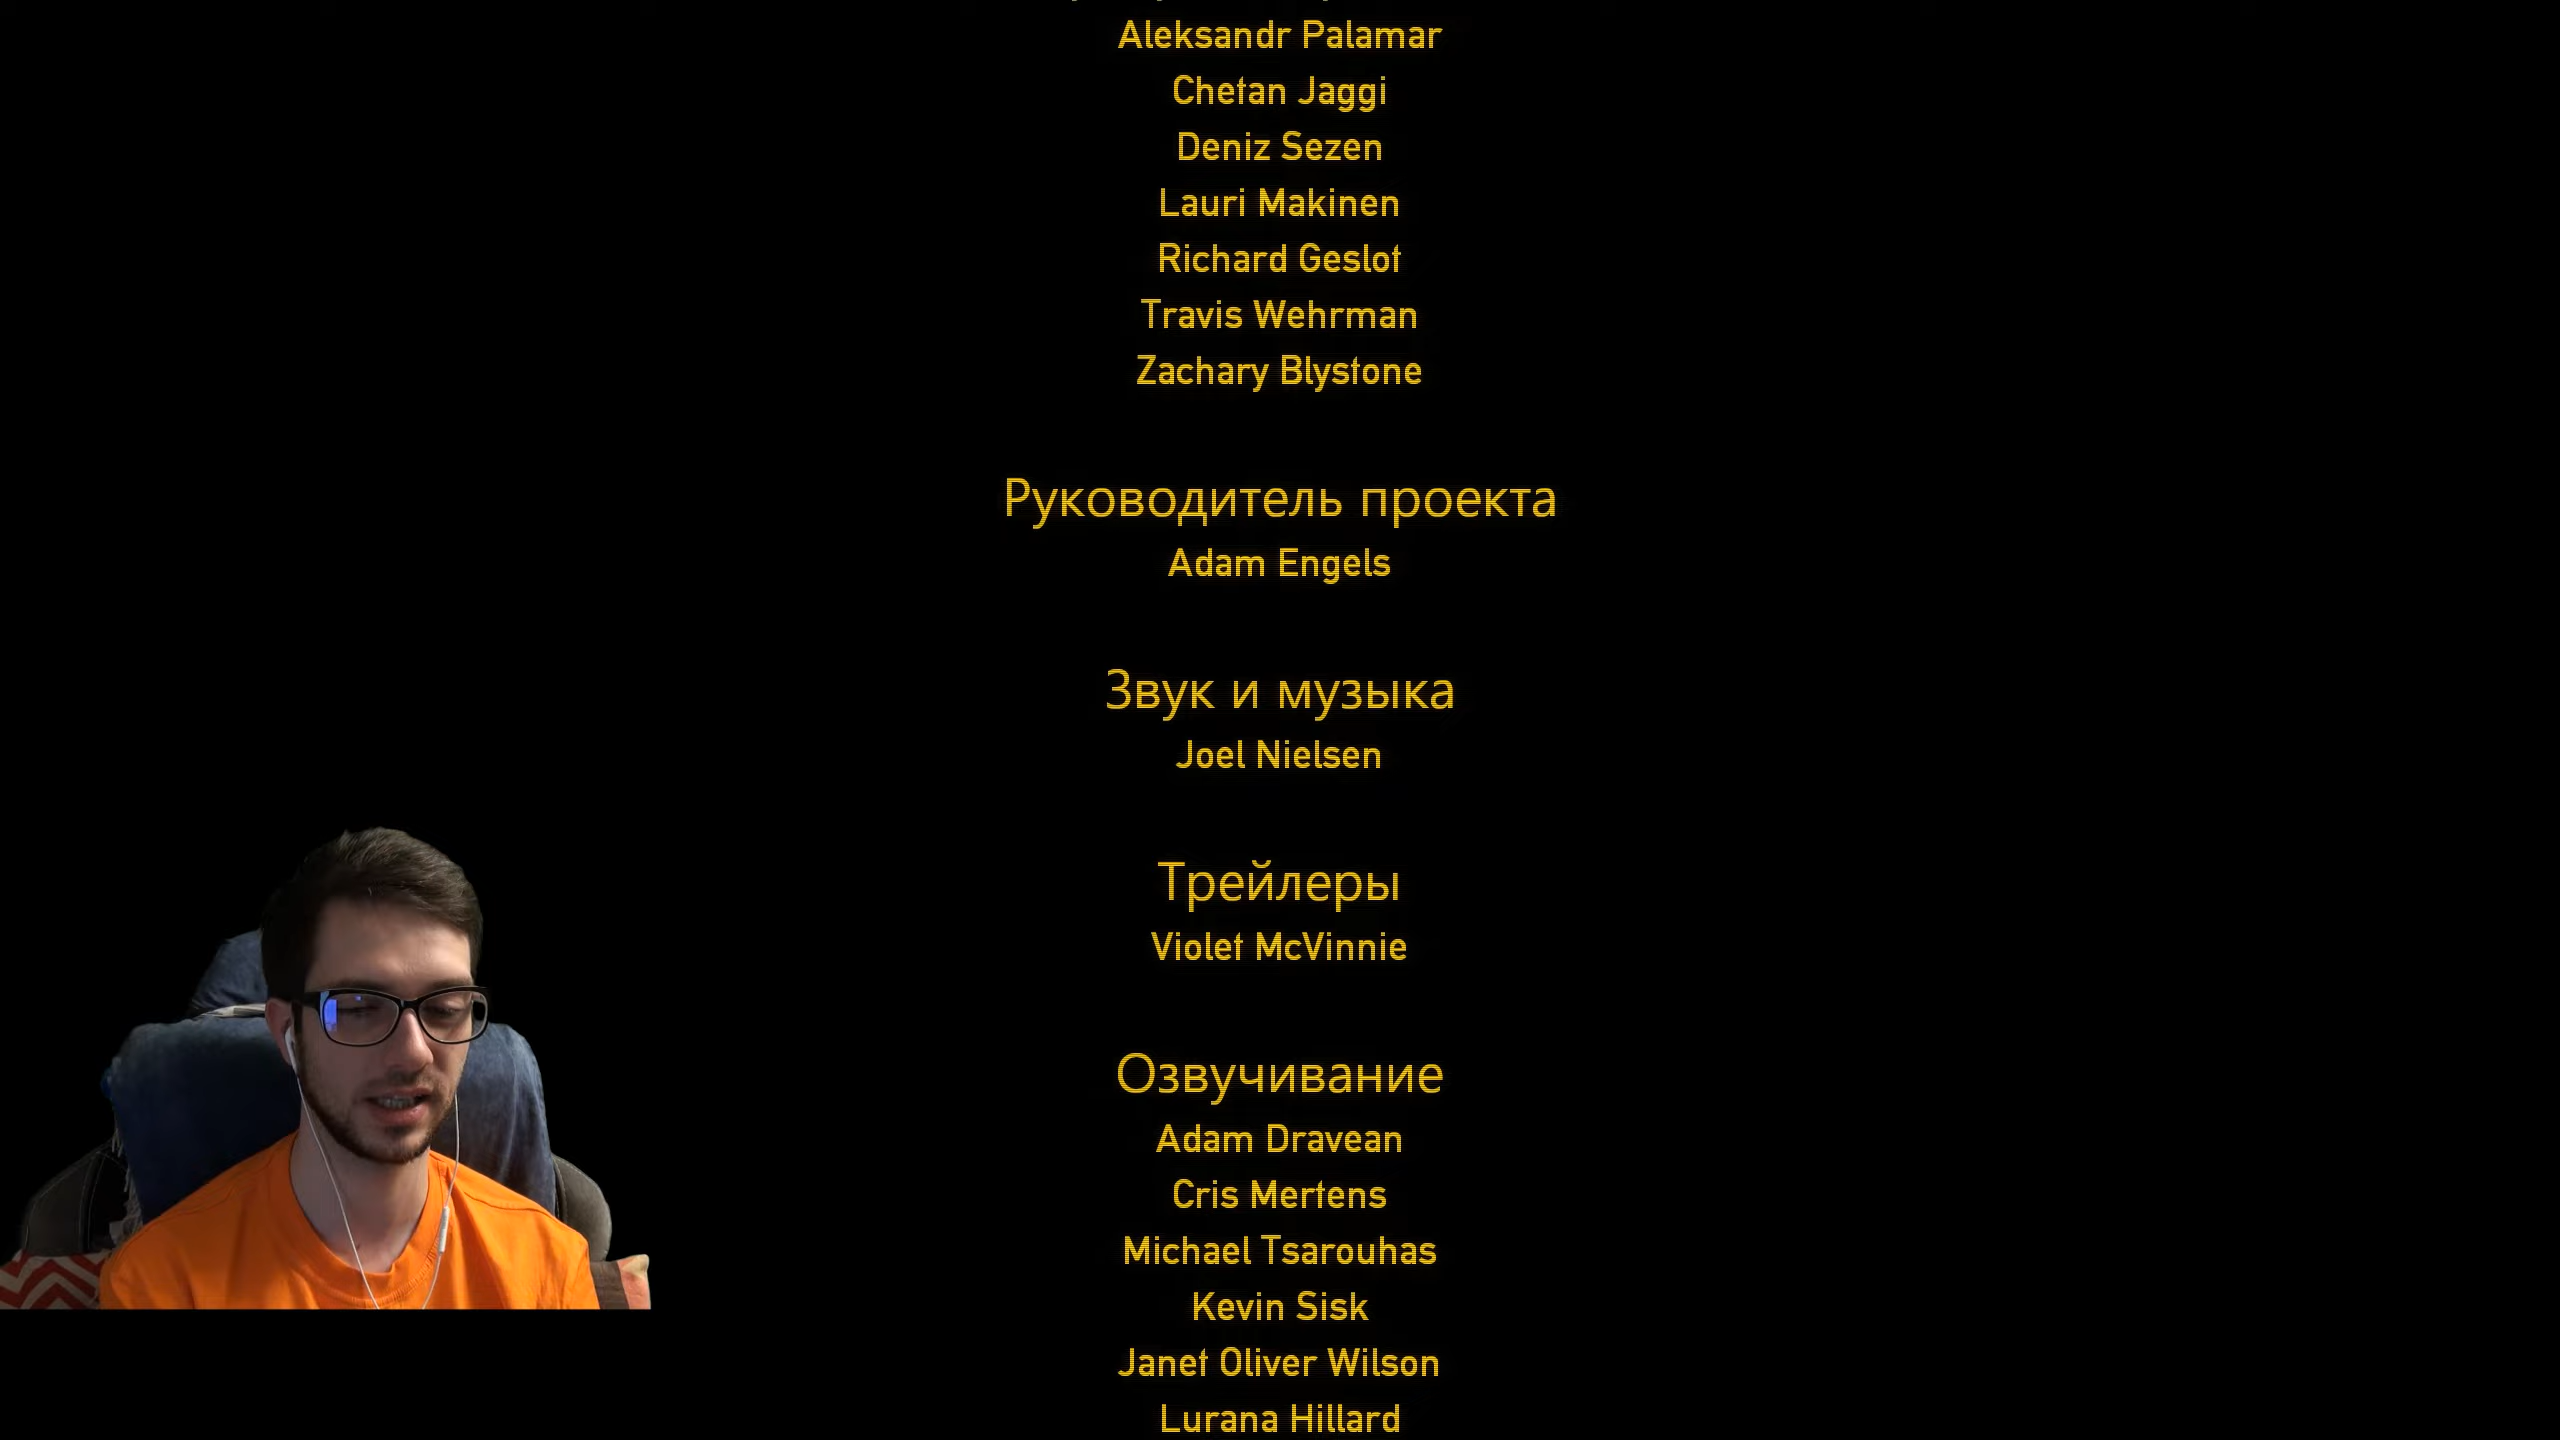 Aleksandr Palamar
Chetan Jaggi
Deniz Sezen
Lauri Makinen
Richard Geslot
Travis Wehrman
Zachary Blystone
Руководитель проекта
Adam Engels
Звук и музыка
Joel Nielsen
Трейлеры
Violet McVinnie
Озвучивание
Adam Dravean
Cris Mertens
Michael Tsarouhas
Kevin Sisk
Janet Oliver Wilson
Lurana Hillard